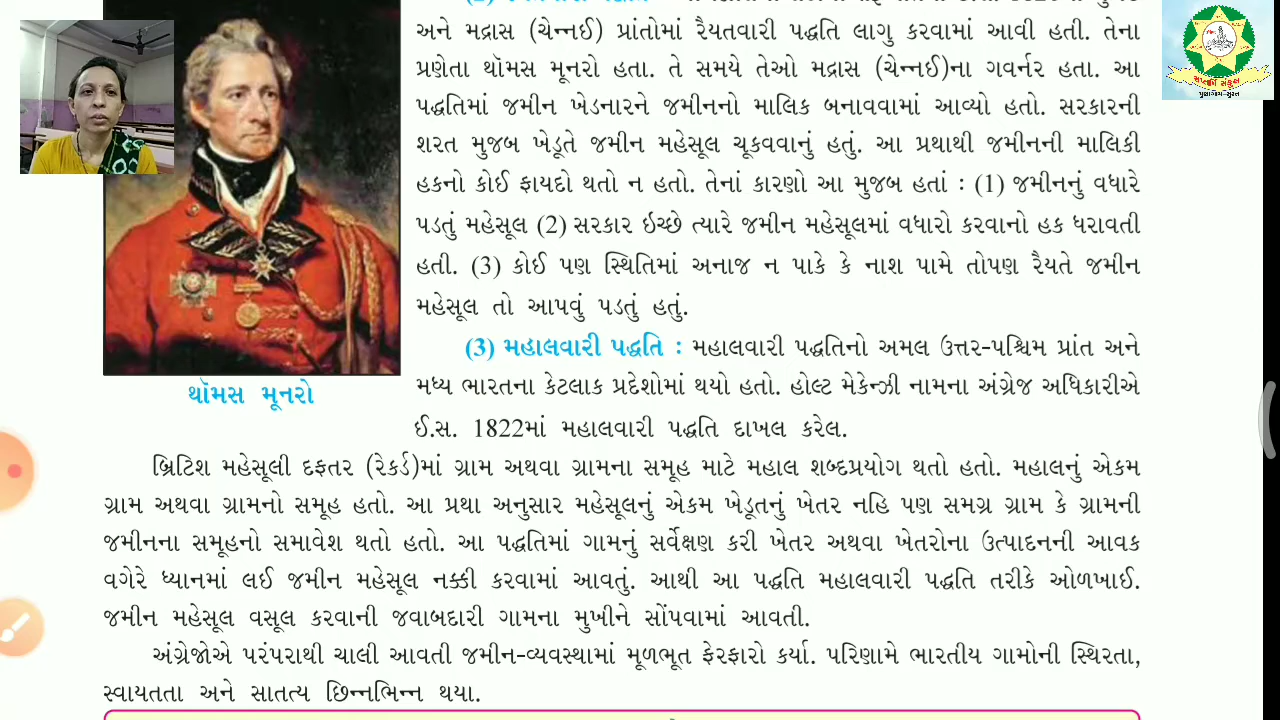 અને મદ્રાસ (ચેન્નઈ) પ્રાંતોમાં રૈયતવારી પદ્ધતિ લાગુ કરવામાં આવી હતી. તેના
પ્રણેતા થૉમસ મૂનરો હતા. તે સમયે તેઓ મદ્રાસ (ચેન્નઈ)ના ગવર્નર હતા. આ
પદ્ધતિમાં જમીન ખેડનારને જમીનનો માલિક બનાવવામાં આવ્યો હતો. સરકારની
શરત મુજબ ખેડૂતે જમીન મહેસૂલ ચૂકવવાનું હતું. આ પ્રથાથી જમીનની માલિકી
હકનો કોઈ ફાયદો થતો ન હતો. તેનાં કારણો આ મુજબ હતાં : (1) જમીનનું વધારે
પડતું મહેસૂલ (2) સરકાર ઇચ્છે ત્યારે જમીન મહેસૂલમાં વધારો કરવાનો હક ધરાવતી
હતી. (3) કોઈ પણ સ્થિતિમાં અનાજ ન પાકે કે નાશ પામે તોપણ રૈયતે જમીન
મહેસૂલ તો આપવું પડતું હતું.
(3) મહાલવારી પદ્ધતિ : મહાલવારી પદ્ધતિનો અમલ ઉત્તર-પશ્ચિમ પ્રાંત અને
મધ્ય ભારતના કેટલાક પ્રદેશોમાં થયો હતો. હોલ્ટ મેકેન્ઝી નામના અંગ્રેજ અધિકારીએ
ઈ.સ. 1822માં મહાલવારી પદ્ધતિ દાખલ કરેલ.
થૉમસ મૂનરો
બ્રિટિશ મહેસૂલી દફતર (રેકર્ડ)માં ગ્રામ અથવા ગ્રામના સમૂહ માટે મહાલ શબ્દપ્રયોગ થતો હતો. મહાલનું એકમ
ગ્રામ અથવા ગ્રામનો સમૂહ હતો. આ પ્રથા અનુસાર મહેસૂલનું એકમ ખેડૂતનું ખેતર નહિ પણ સમગ્ર ગ્રામ કે ગ્રામની
જમીનના સમૂહનો સમાવેશ થતો હતો. આ પદ્ધતિમાં ગામનું સર્વેક્ષણ કરી ખેતર અથવા ખેતરોના ઉત્પાદનની આવક
વગેરે ધ્યાનમાં લઈ જમીન મહેસૂલ નક્કી કરવામાં આવતું. આથી આ પદ્ધતિ મહાલવારી પદ્ધતિ તરીકે ઓળખાઈ.
જમીન મહેસૂલ વસૂલ કરવાની જવાબદારી ગામના મુખીને સોંપવામાં આવતી.
અંગ્રેજોએ પરંપરાથી ચાલી આવતી જમીન-વ્યવસ્થામાં મૂળભૂત ફેરફારો કર્યા. પરિણામે ભારતીય ગામોની સ્થિરતા,
સ્વાયતતા અને સાતત્ય છિન્નભિન્ન થયા.